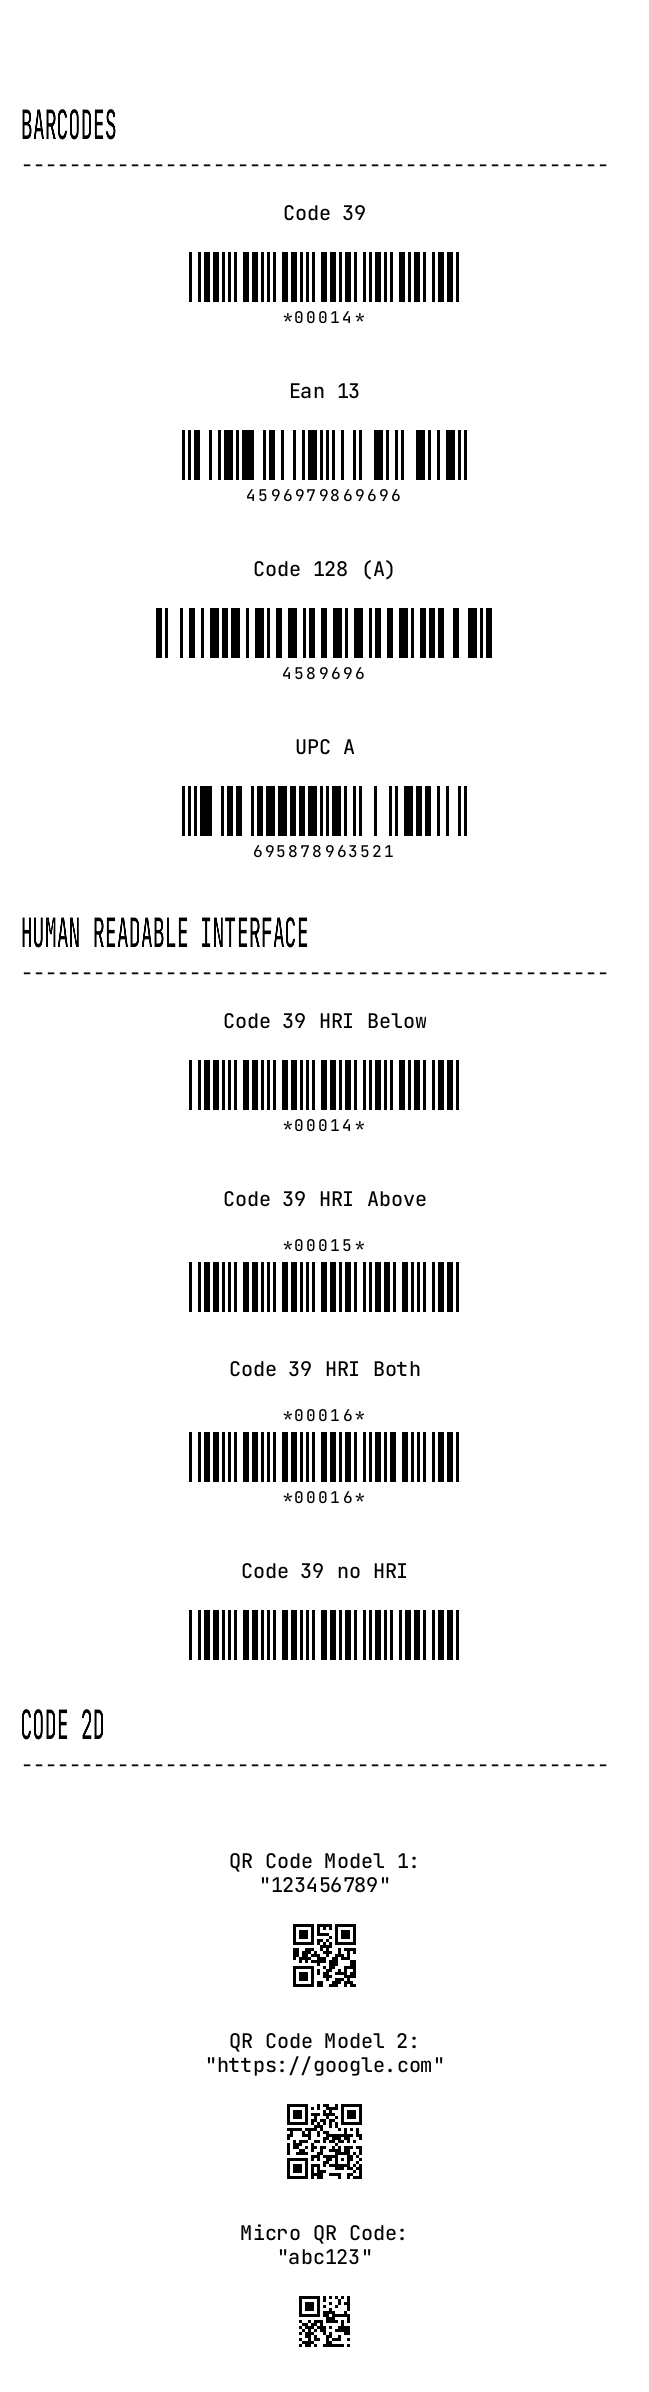 BARCODES
-------------------------------------------------
Code 39
*00014*
Ean 13
4596979869696
Code 128 (A)
4589696
UPC A
695878963521
HUMAN READABLE INTERFACE
-------------------------------------------------
Code 39 HRI Below
*00014*
Code 39 HRI Above
*00015*
Code 39 HRI Both
*00016*
*00016*
Code 39 no HRI
CODE 2D
-------------------------------------------------
QR Code Model 1:
"123456789"
QR Code Model 2:
"https://google.com"
Micro QR Code:
"abc123"